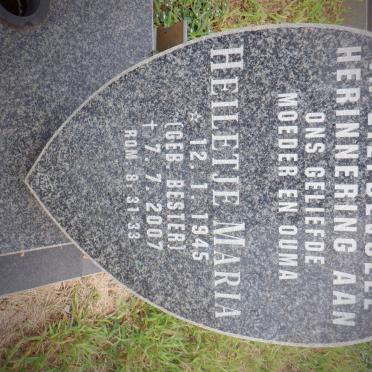 HERINNERING AAN
ONS GELIEFDE
MOEDER EN OUMA
HEILETJE MARIA
☆ 12. 1. 1945
(GEB. BESTER)
† 7. 7. 2007
ROM. 8:31-33